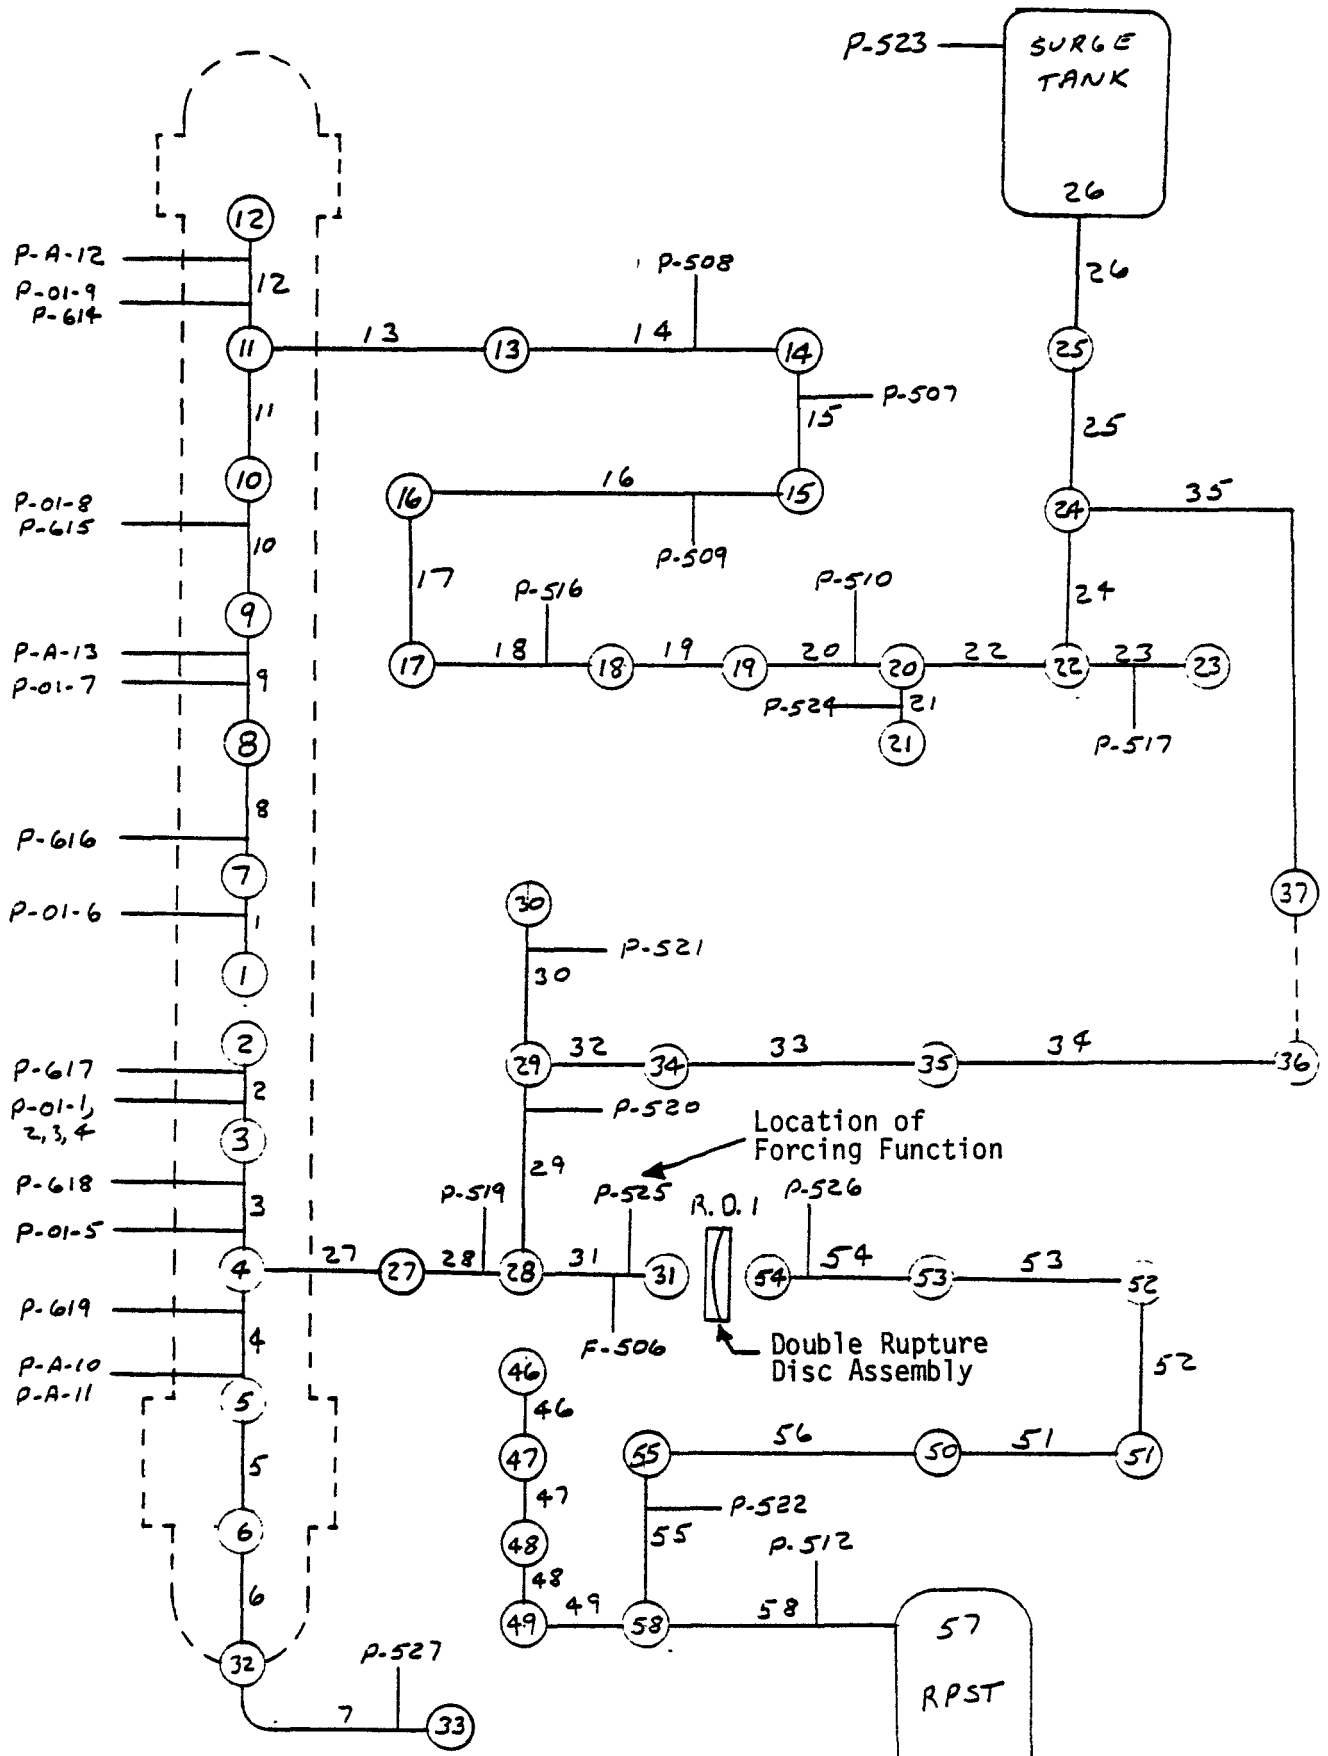 P-523
SURGE
TANK
26
12
P-A-12
P-01-9
P-614
12
26
P-508
11
13
13
14
14
25
P-507
15
11
25
10
16
16
15
24
35
P-01-8
P-615
10
P-509
17
P-516
P-510
24
9
P-A-13
P-01-7
9
17
18
18
19
19
20
20
22
22
23
23
P-524
21
21
P-517
8
8
P-616
7
P-01-6
1
1
30
P-521
30
37
2
P-617
2
P-01-1,
2,3,4
3
29
32
34
33
35
34
36
P-520
Location of
Forcing Function
29
P-618
3
P-01-5
P-519
P-525
R.D.1
P-526
4
27
27
28
28
31
31
54
54
53
53
52
P-619
4
F-506
Double Rupture
Disc Assembly
P-A-10
P-A-11
5
46
46
52
5
47
55
56
50
51
51
47
P-522
6
48
55
P-512
48
6
49
49
58
58
57
32
P-527
RPST
7
33